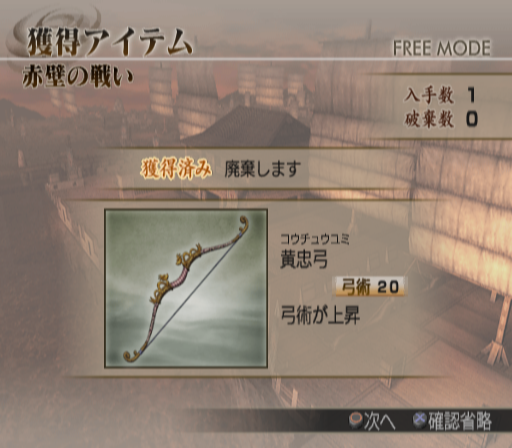 獲得アイテム
FREE MODE
赤壁の戦い
入手数 1
破棄数 0
獲得済み 廃棄します
コウチュウユミ
黄忠弓
弓術 20
弓術が上昇
次へ 確認省略